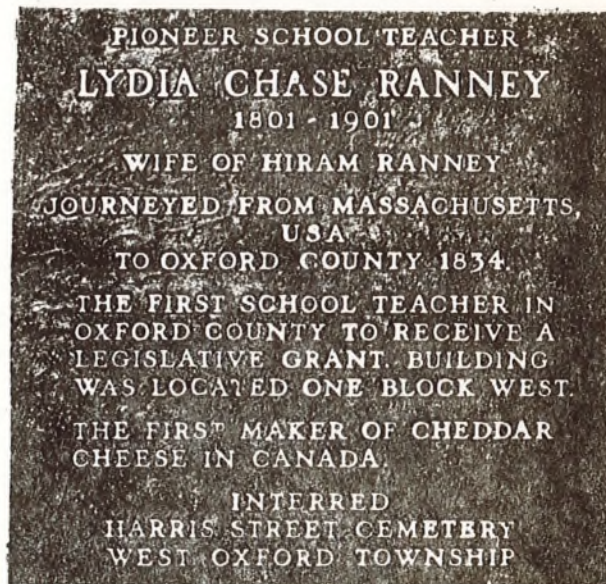 PIONEER SCHOOL TEACHER
LYDIA CHASE RANNEY
1801 - 1901
WIFE OF HIRAM RANNEY
JOURNEYED FROM MASSACHUSETTS,
USA
TO OXFORD COUNTY 1834.
THE FIRST SCHOOL TEACHER IN
OXFORD COUNTY TO RECEIVE A
LEGISLATIVE GRANT. BUILDING
WAS LOCATED ONE BLOCK WEST.
THE FIRST MAKER OF CHEDDAR
CHEESE IN CANADA.
INTERRED
HARRIS STREET CEMETERY
WEST OXFORD TOWNSHIP